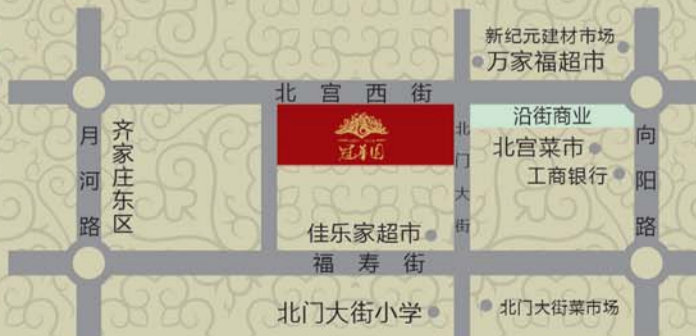 新纪元建材市场
万家福超市
北宫西街
沿街商业
冠华园
北宫菜市
工商银行
月河路
齐家庄东区
北门大街
向阳路
佳乐家超市
福寿街
北门大街小学
北门大街菜市场